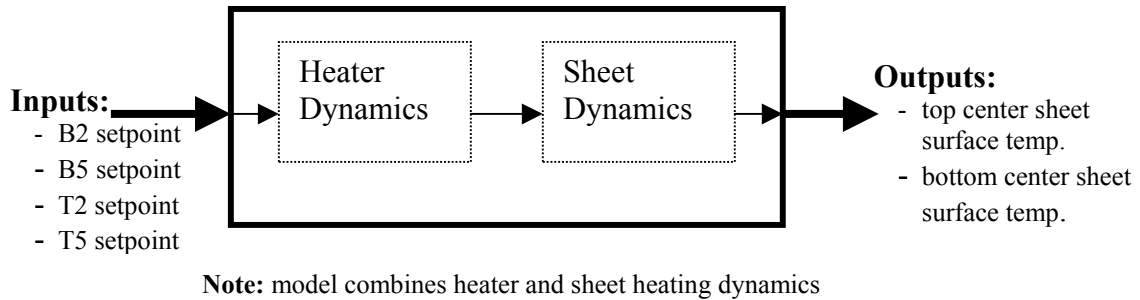 Inputs:
- B2 setpoint
- B5 setpoint
- T2 setpoint
- T5 setpoint
Heater
Dynamics
Sheet
Dynamics
Outputs:
- top center sheet
surface temp.
- bottom center sheet
surface temp.
Note: model combines heater and sheet heating dynamics